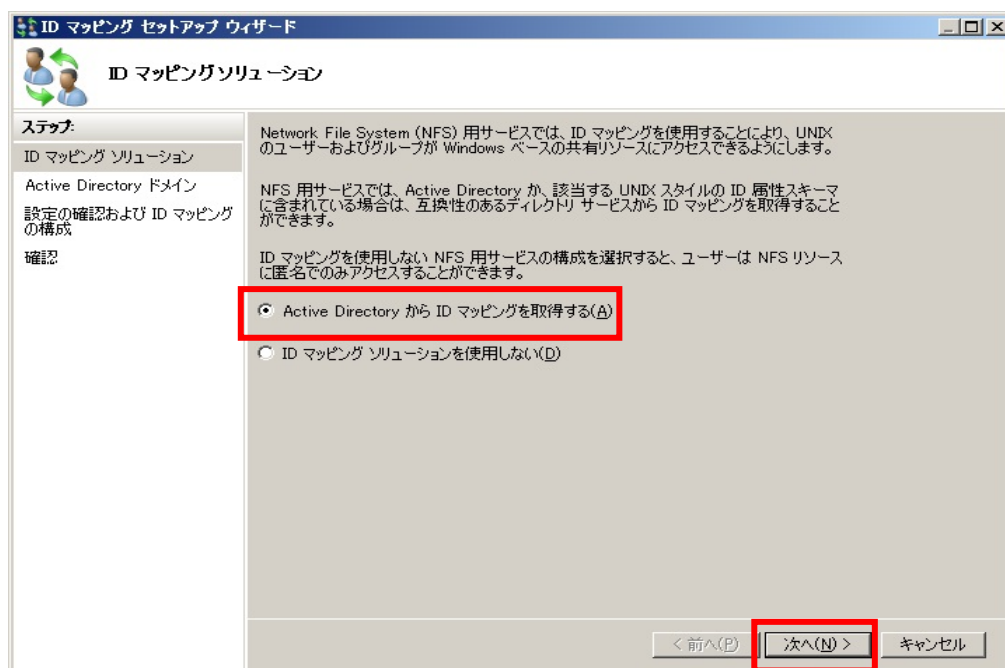 ID マッピング セットアップ ウィザード
ID マッピングソリューション
ステップ:
ID マッピング ソリューション
Active Directory ドメイン
設定の確認および ID マッピング
の構成
確認
Network File System (NFS) 用サービスでは、ID マッピングを使用することにより、UNIX
のユーザーおよびグループが Windows ベースの共有リソースにアクセスできるようにします。
NFS 用サービスでは、Active Directory か、該当する UNIX スタイルの ID 属性スキーマ
に含まれている場合は、互換性のあるディレクトリ サービスから ID マッピングを取得すること
ができます。
ID マッピングを使用しない NFS 用サービスの構成を選択すると、ユーザーは NFS リソース
に匿名でのみアクセスすることができます。
Active Directory から ID マッピングを取得する(A)
ID マッピング ソリューションを使用しない(D)
< 前へ(P)
次へ(N) >
キャンセル